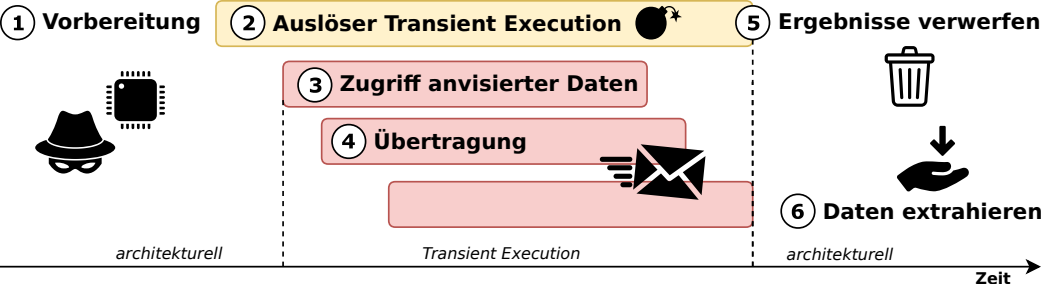 1 Vorbereitung
2 Auslöser Transient Execution
5 Ergebnisse verwerfen
3 Zugriff anvisierter Daten
4 Übertragung
6 Daten extrahieren
architekturell
Transient Execution
architekturell
Zeit